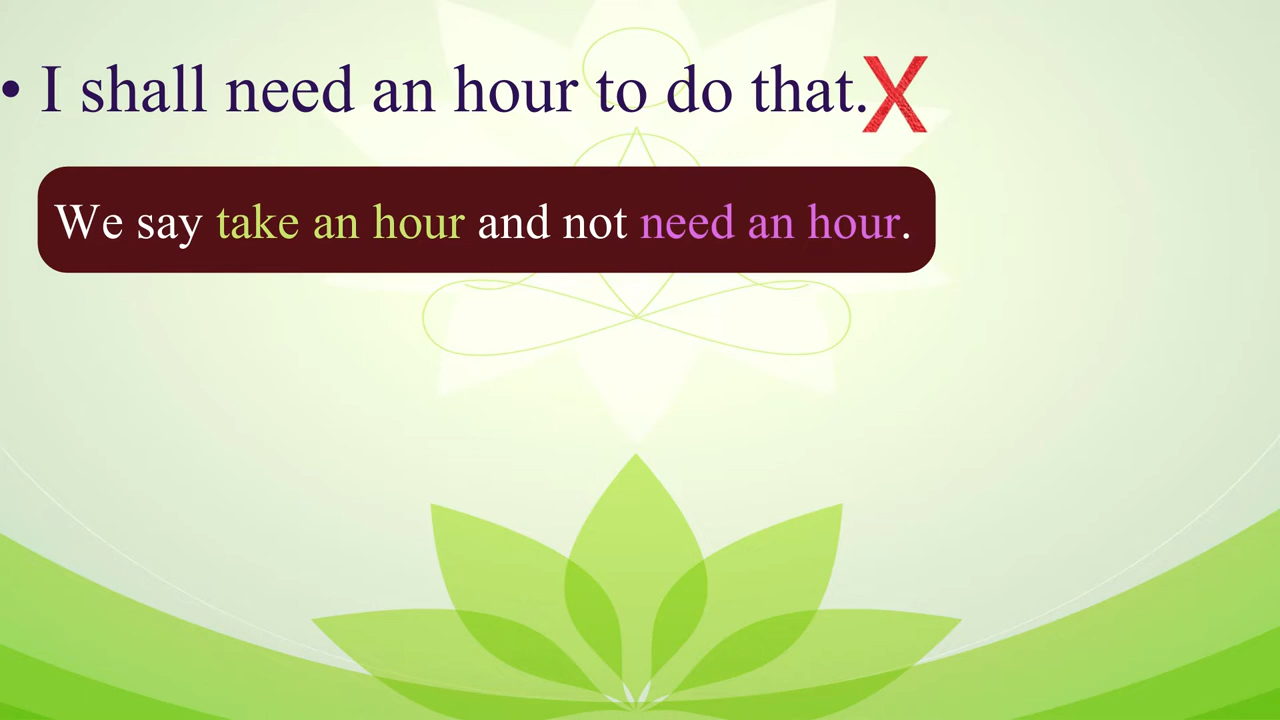 • I shall need an hour to do that. X
We say take an hour and not need an hour.